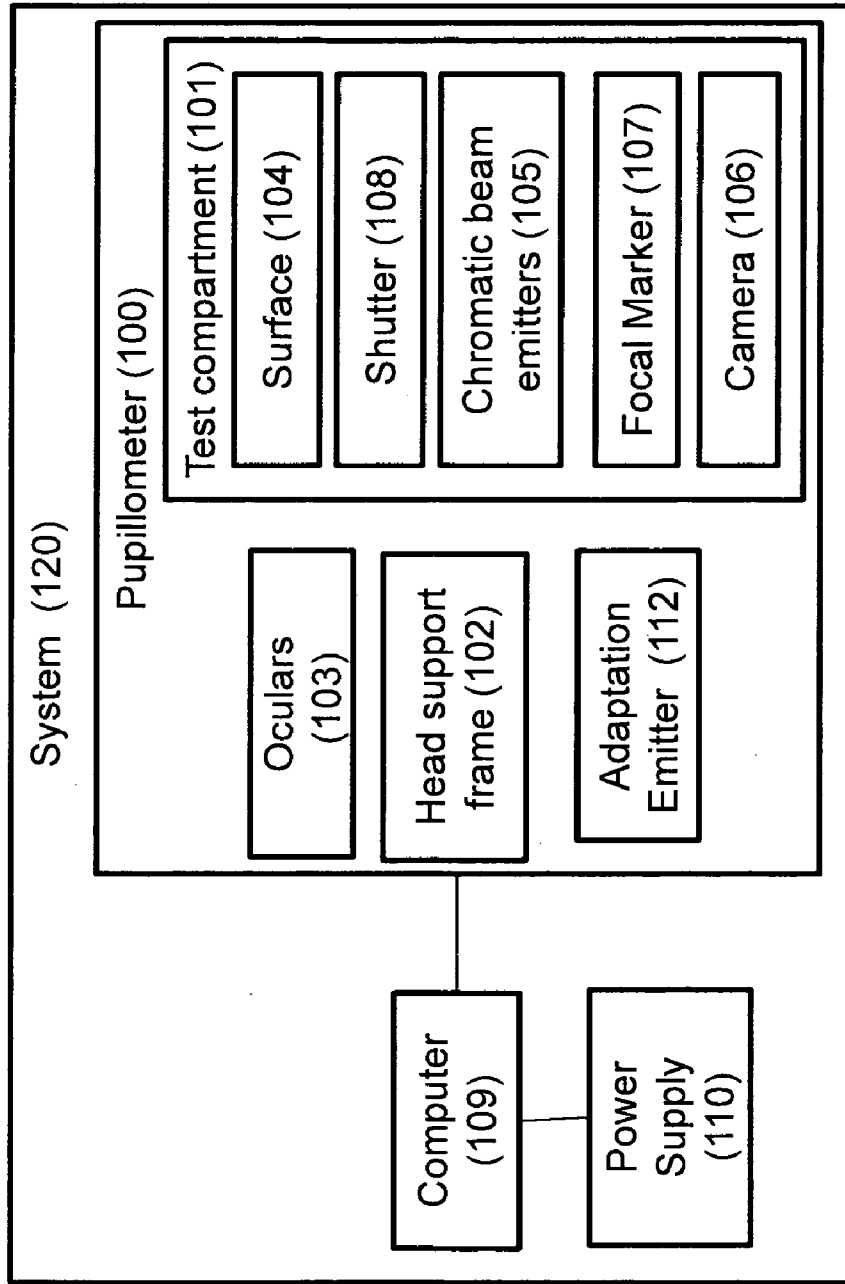 System (120)
Pupillometer (100)
Test compartment (101)
Surface (104)
Shutter (108)
Chromatic beam
emitters (105)
Focal Marker (107)
Camera (106)
Oculars
(103)
Head support
frame (102)
Adaptation
Emitter (112)
Computer
(109)
Power
Supply
(110)